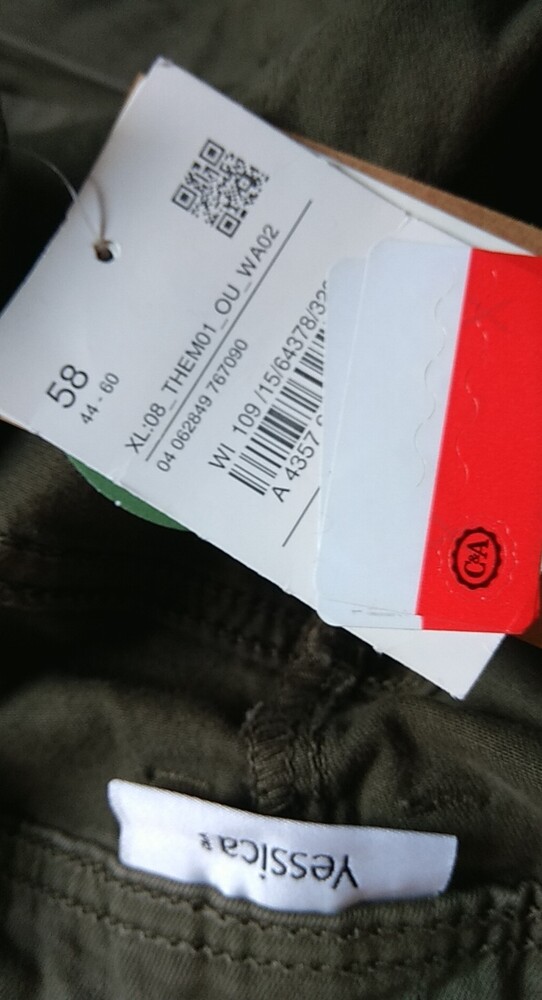 58
44 - 60
XL:08_THEM01_OU_WA02
04 062849 767090
WI 109 /15/64378/32
A 4357
C&A
Yessica